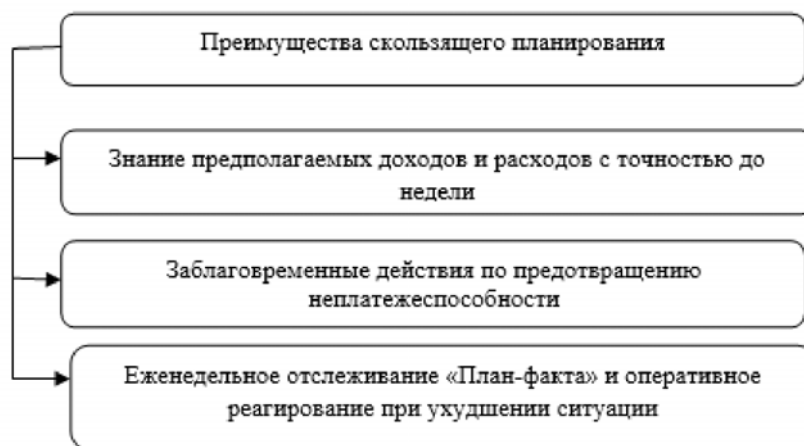 Преимущества скользящего планирования
Знание предполагаемых доходов и расходов с точностью до
недели
Заблаговременные действия по предотвращению
неплатежеспособности
Еженедельное отслеживание «План-факта» и оперативное
реагирование при ухудшении ситуации